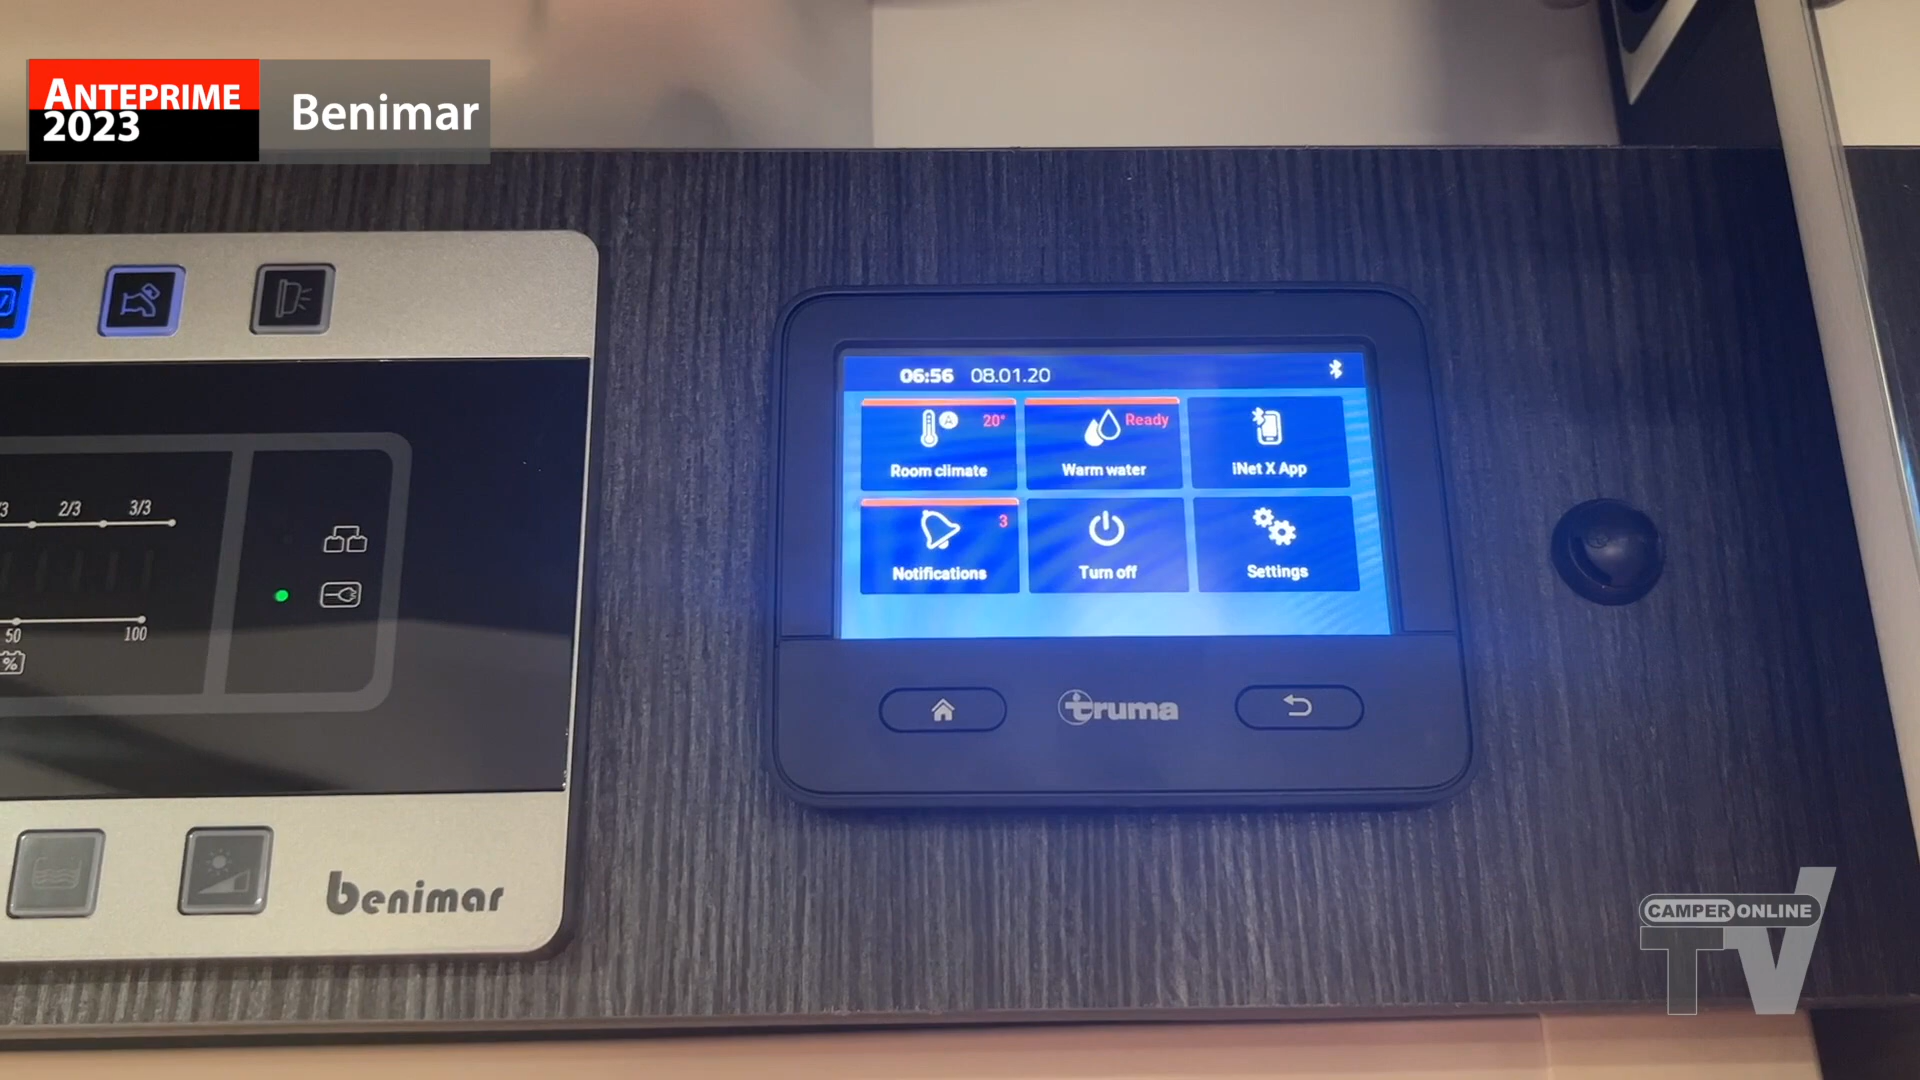 ANTEPRIME
2023
Benimar
06:56 08.01.20
20°
Room climate
Ready
Warm water
iNet X App
3
Notifications
Turn off
Settings
truma
2/3 3/3
50 100
%
benimar
CAMPER ONLINE
TV